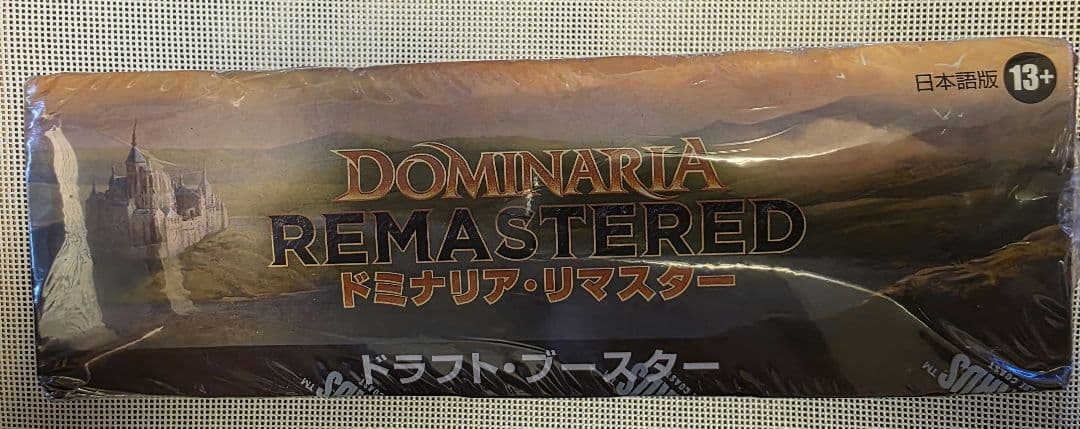 日本語版 13+
DOMINARIA
REMASTERED
ドミナリア・リマスター
ドラフト・ブースター